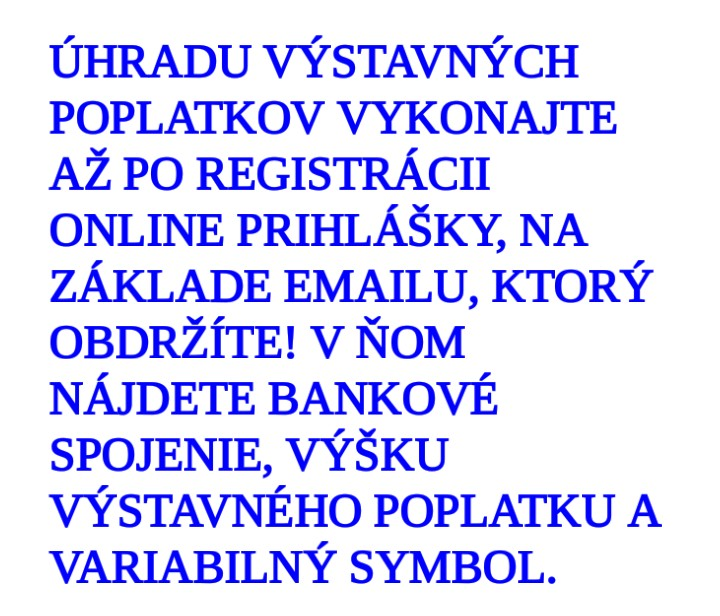 ÚHRADU VÝSTAVNÝCH
POPLATKOV VYKONAJTE
AŽ PO REGISTRÁCII
ONLINE PRIHLÁŠKY, NA
ZÁKLADE EMAILU, KTORÝ
OBDRŽÍTE! V ŇOM
NÁJDETE BANKOVÉ
SPOJENIE, VÝŠKU
VÝSTAVNÉHO POPLATKU A
VARIABILNÝ SYMBOL.